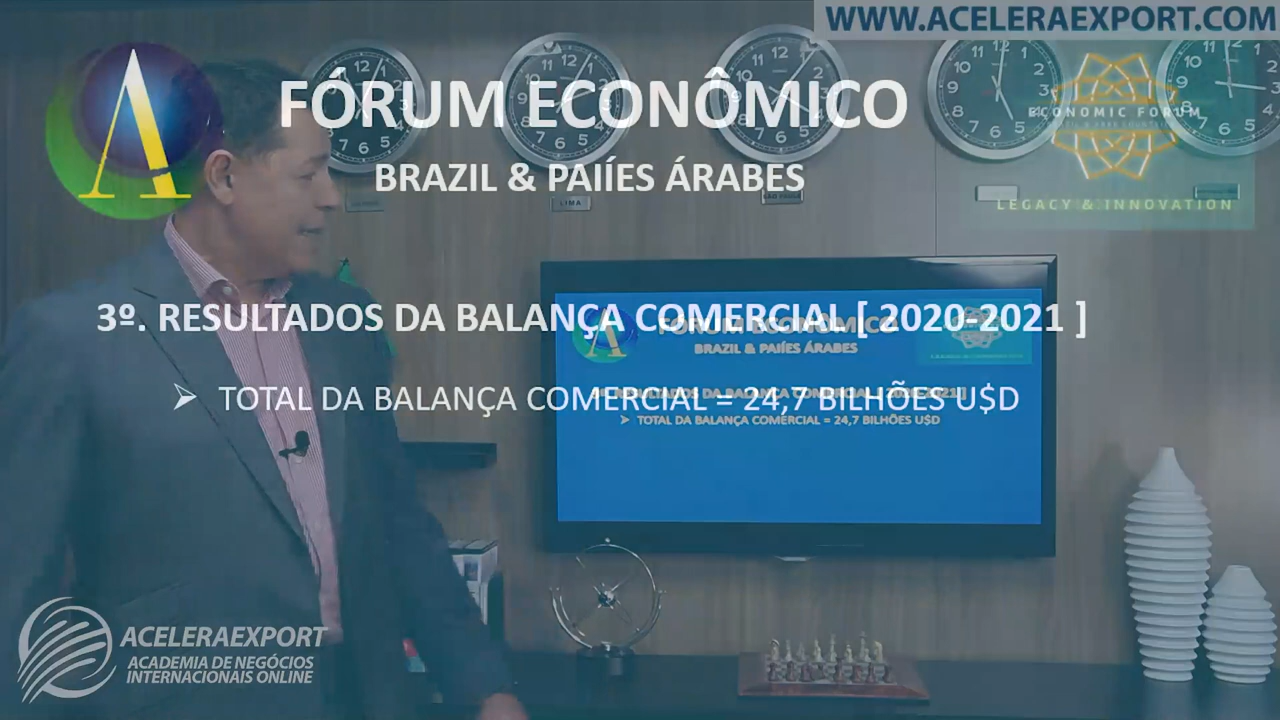 WWW.ACELERAEXPORT.COM
FÓRUM ECONÔMICO
ECONOMIC FORUM
BRAZIL & PAIÍES ÁRABES
LEGACY & INNOVATION
LIMA
3º. RESULTADOS DA BALANÇA COMERCIAL [ 2020-2021 ]
TOTAL DA BALANÇA COMERCIAL = 24,7 BILHÕES U$D
BRAZIL & PAIÍES ÁRABES
TOTAL DA BALANÇA COMERCIAL = 24,7 BILHÕES U$D
ACELERAEXPORT
ACADEMIA DE NEGÓCIOS
INTERNACIONAIS ONLINE